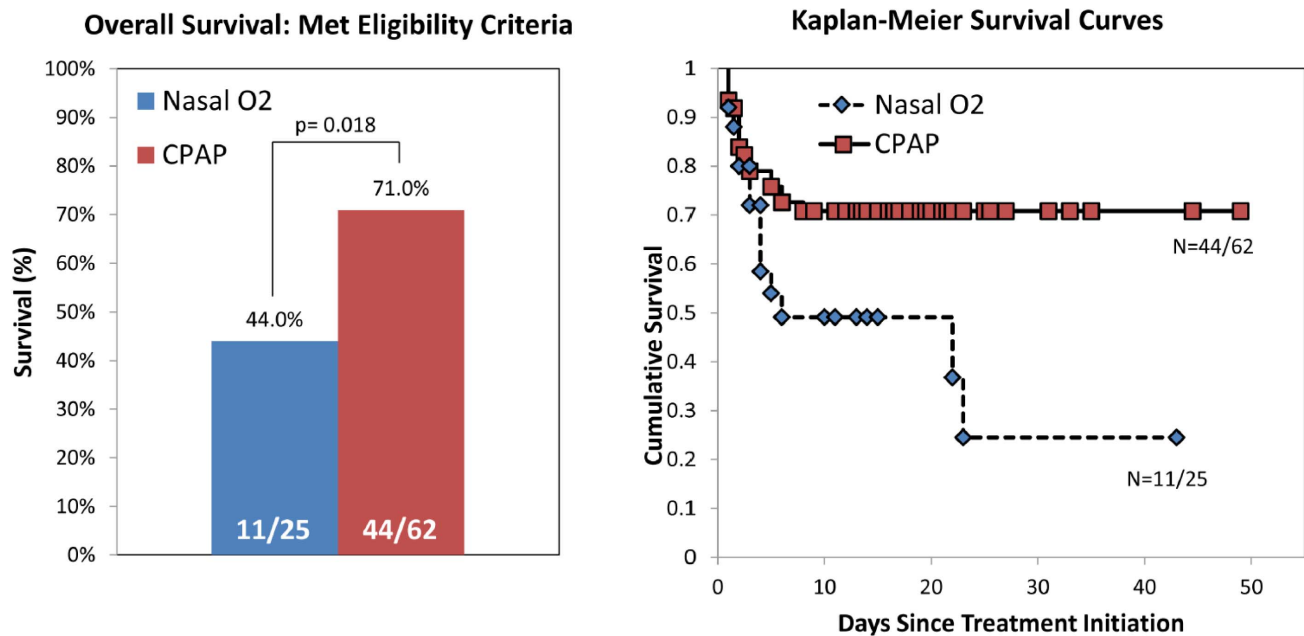 Overall Survival: Met Eligibility Criteria
100%
90%
80%
70%
60%
50%
40%
30%
20%
10%
0%
Survival (%)
Nasal O2
CPAP
p= 0.018
71.0%
44.0%
11/25
44/62
Kaplan-Meier Survival Curves
1
0.9
0.8
0.7
0.6
0.5
0.4
0.3
0.2
0.1
0
Cumulative Survival
Nasal O2
CPAP
N=44/62
N=11/25
0
10
20
30
40
50
Days Since Treatment Initiation